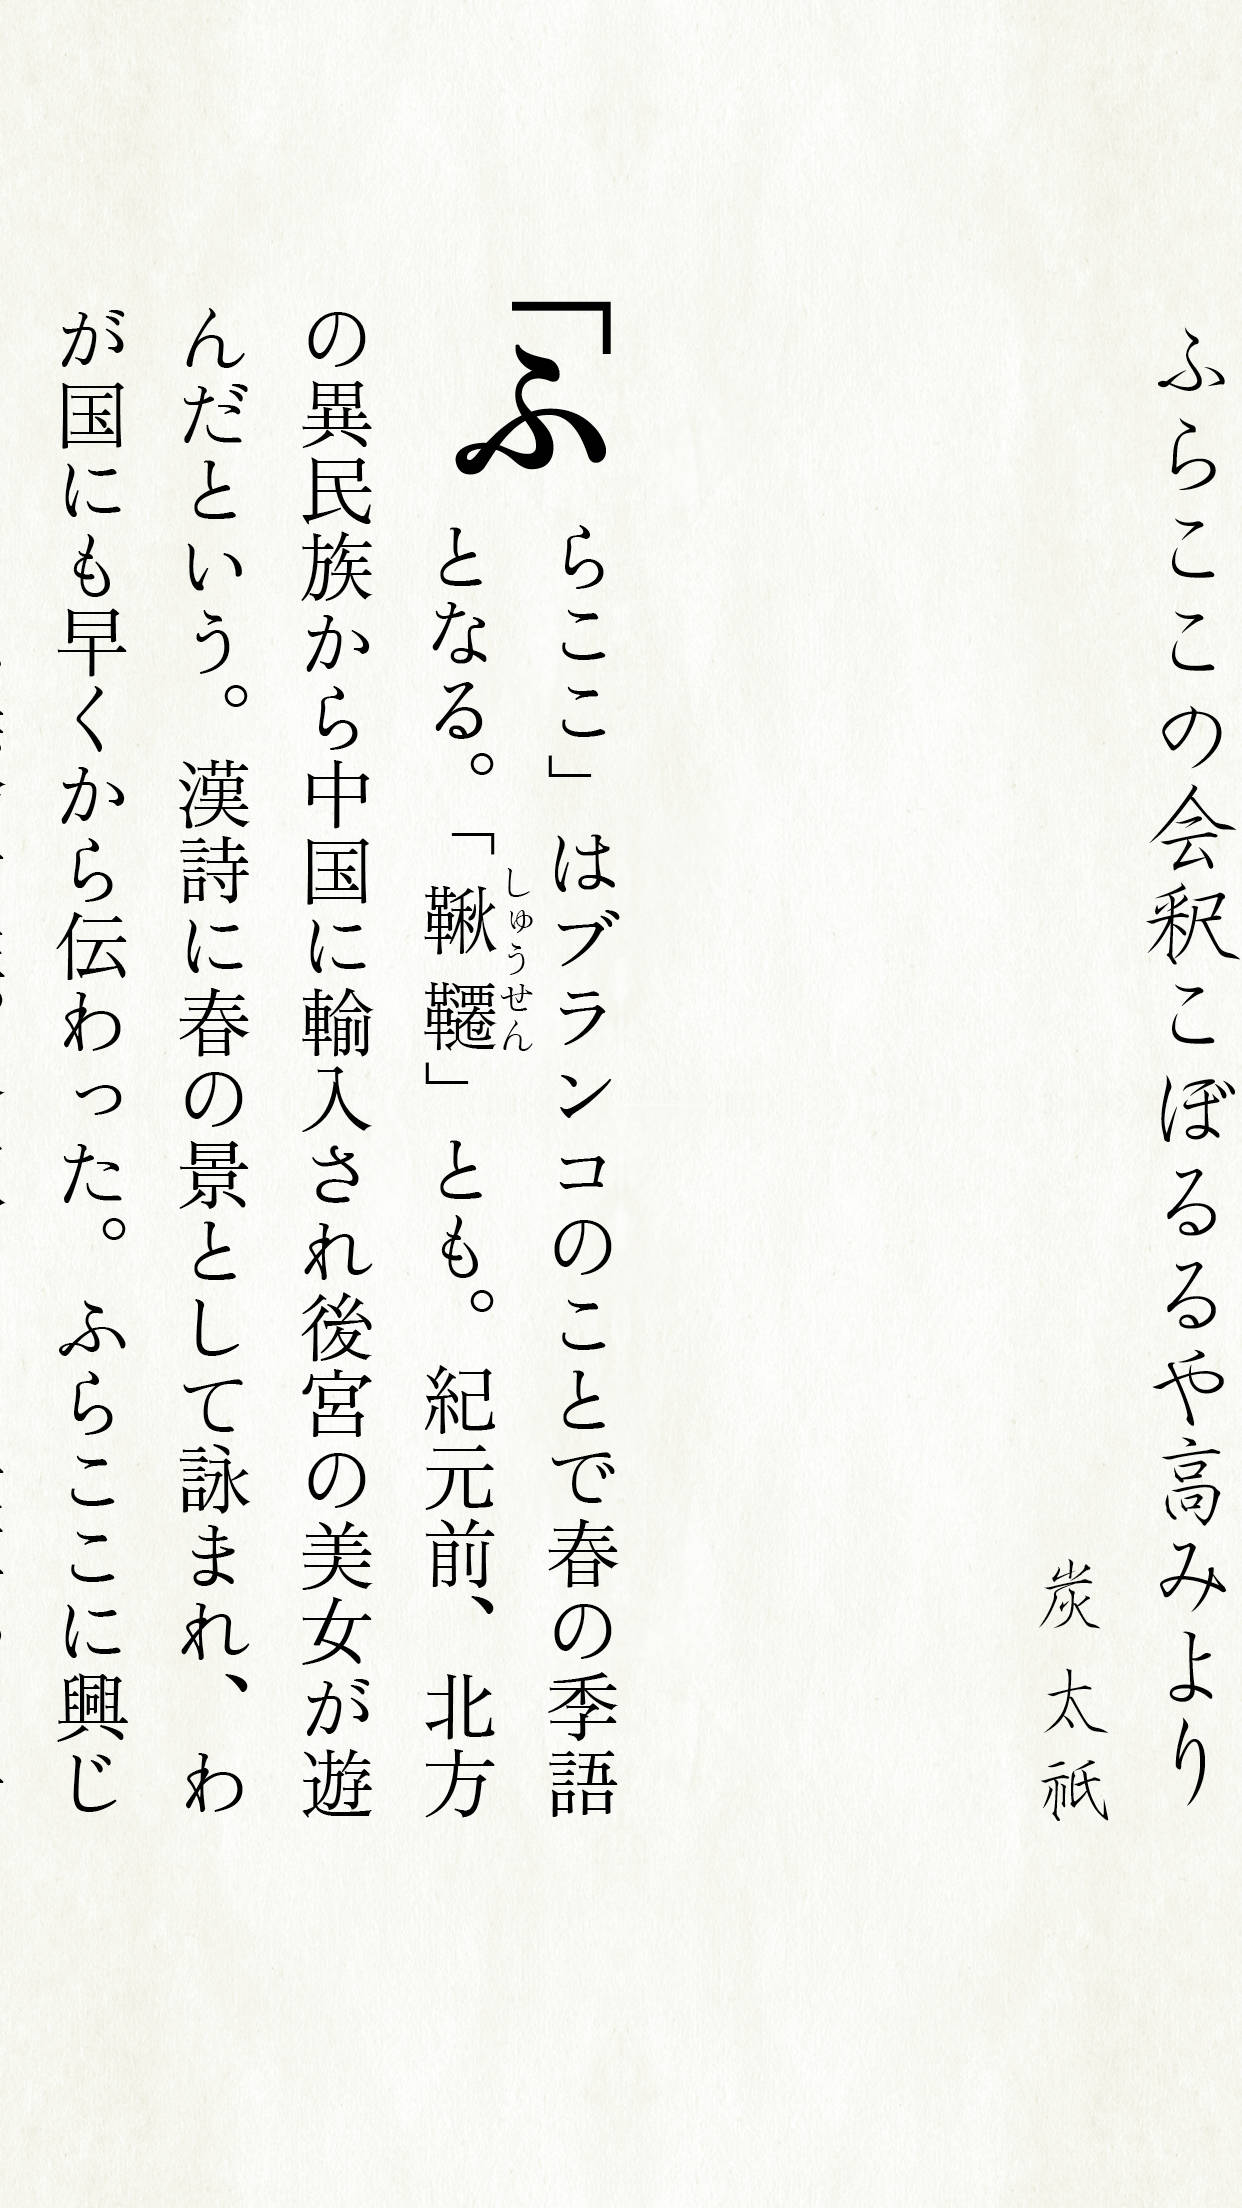 ふらここの会釈こぼるるや高みより
炭太祇
「ふらここ」はブランコのことで春の季語
となる。「鞦韆」とも。紀元前、北方
しゅうせん
の異民族から中国に輸入され後宮の美女が遊
んだという。漢詩に春の景として詠まれ、わ
が国にも早くから伝わった。ふらここに興じ